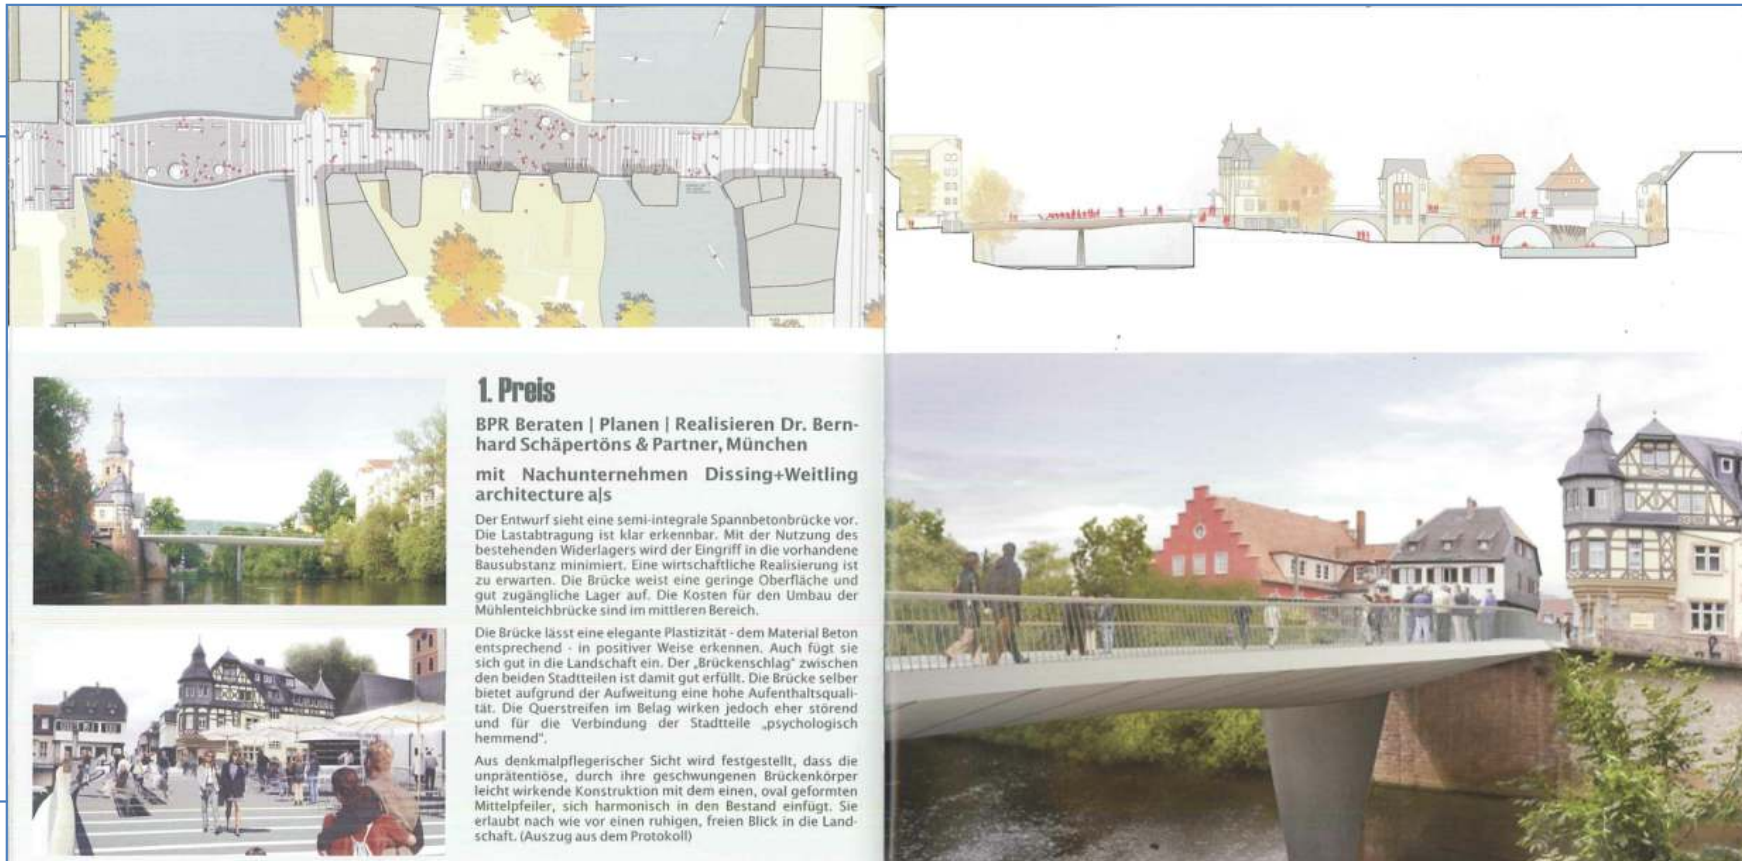 1. Preis
BPR Beraten | Planen | Realisieren Dr. Bern-
hard Schäpertöns & Partner, München
mit Nachunternehmen Dissing+Weitling
architecture a|s
Der Entwurf sieht eine semi-integrale Spannbetonbrücke vor.
Die Lastabtragung ist klar erkennbar. Mit der Nutzung des
bestehenden Widerlagers wird der Eingriff in die vorhandene
Bausubstanz minimiert. Eine wirtschaftliche Realisierung ist
zu erwarten. Die Brücke weist eine geringe Oberfläche und
gut zugängliche Lager auf. Die Kosten für den Umbau der
Mühlenteichbrücke sind im mittleren Bereich.
Die Brücke lässt eine elegante Plastizität - dem Material Beton
entsprechend - in positiver Weise erkennen. Auch fügt sie
sich gut in die Landschaft ein. Der „Brückenschlag" zwischen
den beiden Stadtteilen ist damit gut erfüllt. Die Brücke selber
bietet aufgrund der Aufweitung eine hohe Aufenthaltsquali-
tät. Die Querstreifen im Belag wirken jedoch eher störend
und für die Verbindung der Stadtteile „psychologisch
hemmend".
Aus denkmalpflegerischer Sicht wird festgestellt, dass die
unprätentiöse, durch ihre geschwungenen Brückenkörper
leicht wirkende Konstruktion mit dem einen, oval geformten
Mittelpfeiler, sich harmonisch in den Bestand einfügt. Sie
erlaubt nach wie vor einen ruhigen, freien Blick in die Land-
schaft. (Auszug aus dem Protokoll)